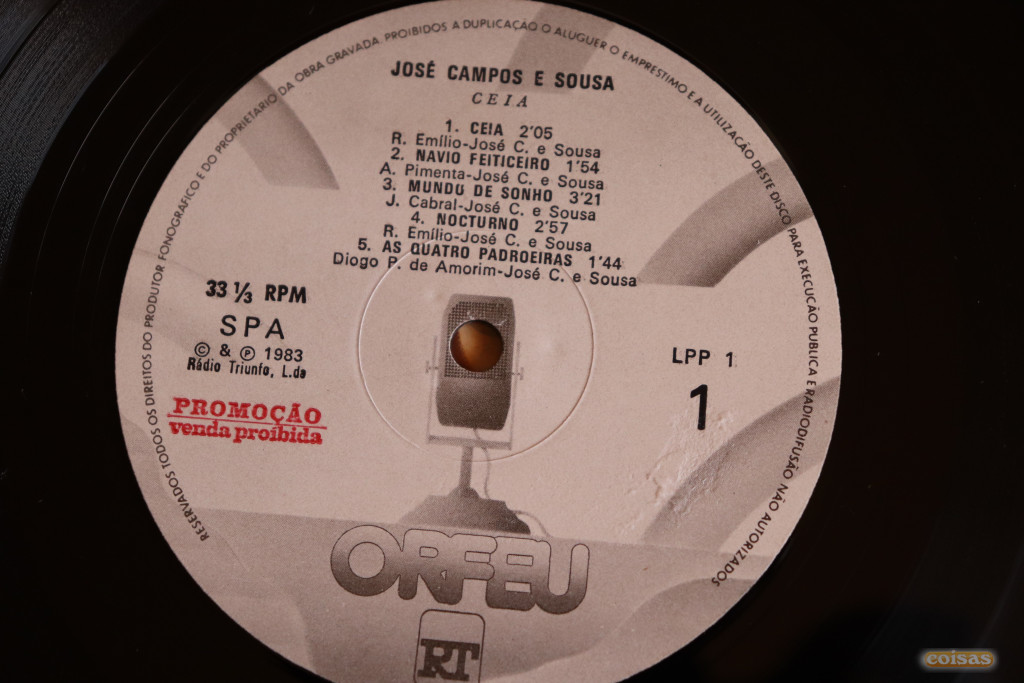 RESERVADOS TODOS OS DIREITOS DO PRODUTOR FONOGRAFICO E DO PROPRIETARIO DA OBRA GRAVADA. PROIBIDOS A DUPLICAÇAO O ALUGUER O EMPRESTIMO E A UTILIZAÇAO DESTE DISCO PARA EXECUCAO PUBLICA E RADIODIFUSAO NÃO AUTORIZADOS
JOSÉ CAMPOS E SOUSA
CEIA
1. CEIA 2'05
R. Emílio-José C. e Sousa
2. NAVIO FEITICEIRO 1'54
A. Pimenta-José C. e Sousa
3. MUNDO DE SONHO 3'21
J. Cabral-José C. e Sousa
4. NOCTURNO 2'57
R. Emílio-José C. e Sousa
5. AS QUATRO PADROEIRAS 1'44
Diogo P. de Amorim-José C. e Sousa
33 1/3 RPM
SPA
© & ℗ 1983
Rádio Triunfo, L.da
PROMOÇÃO
venda proibida
LPP 1
1
ORFEU
RT
coisas